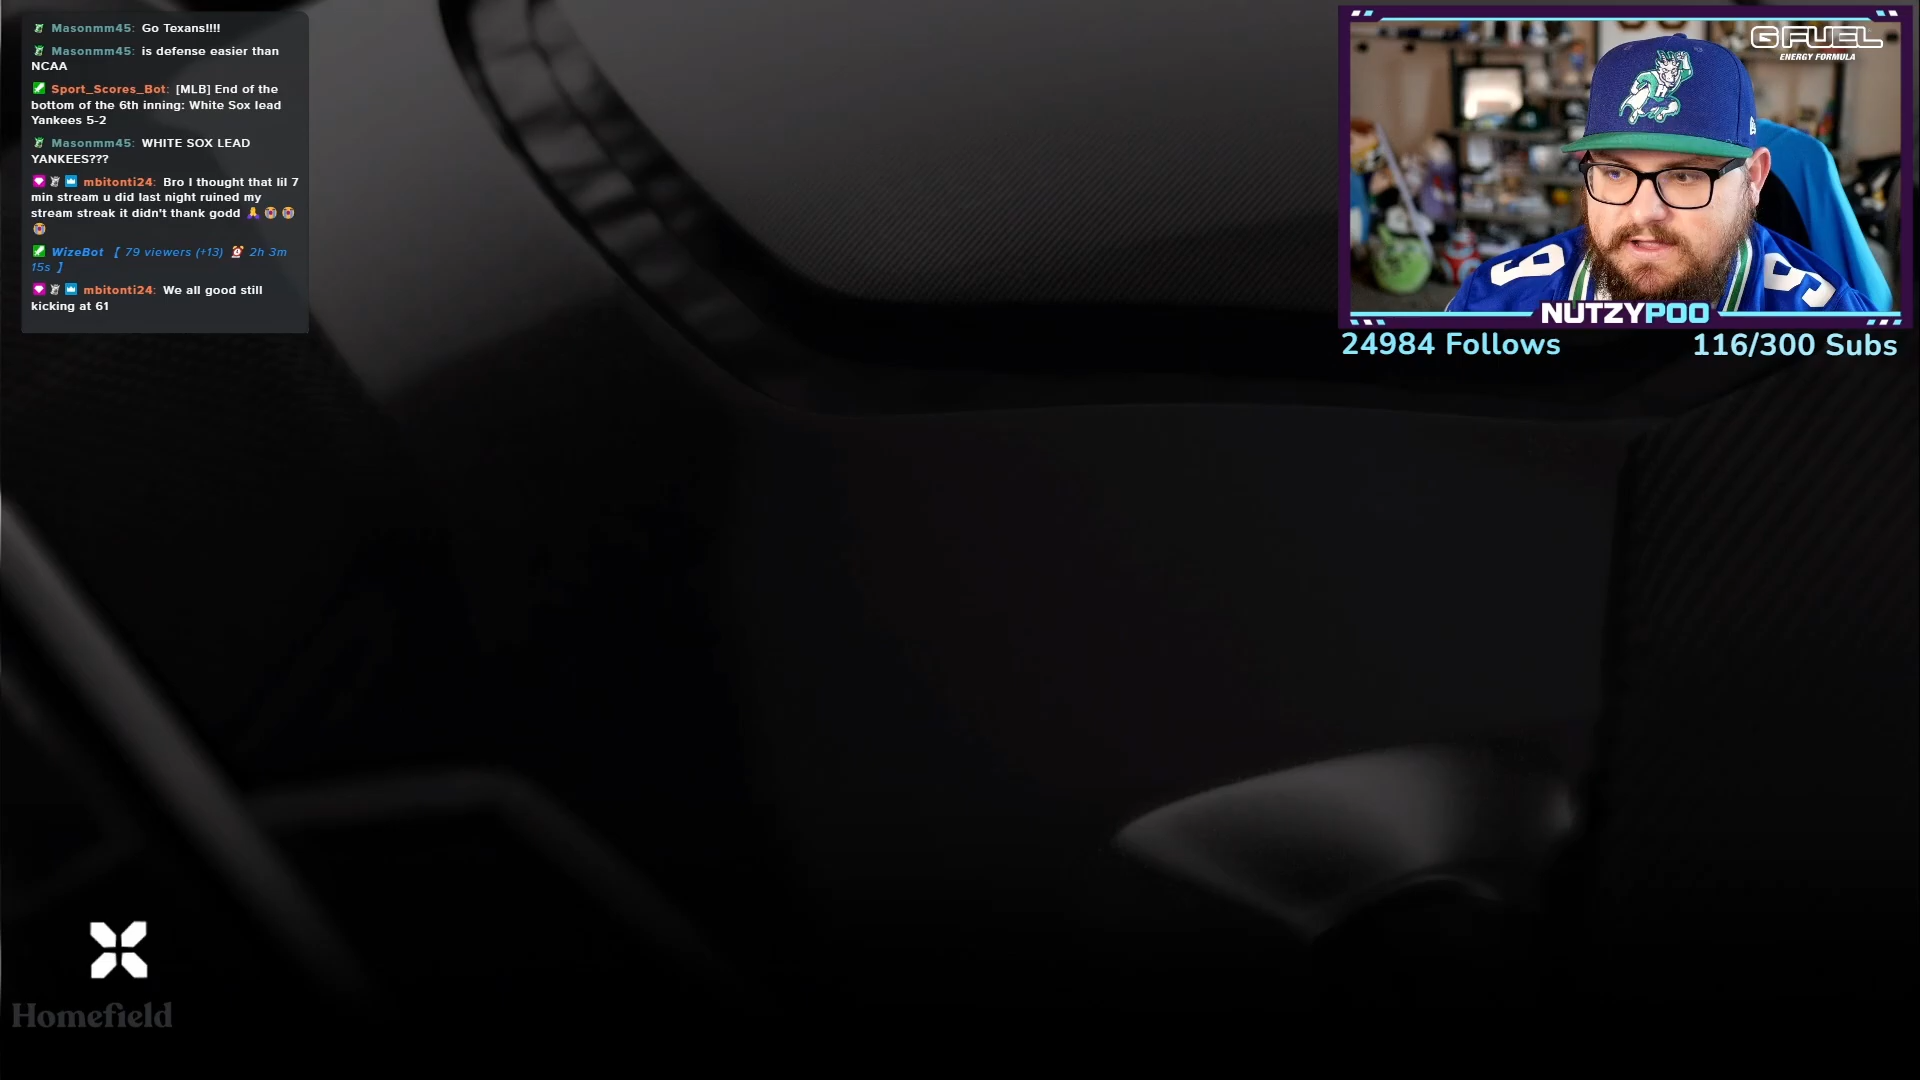 Masonmm45: Go Texans!!!!
Masonmm45: is defense easier than
NCAA
Sport_Scores_Bot: [MLB] End of the
bottom of the 6th inning: White Sox lead
Yankees 5-2
Masonmm45: WHITE SOX LEAD
YANKEES???
mbitonti24: Bro I thought that lil 7
min stream u did last night ruined my
stream streak it didn't thank godd
WizeBot 【 79 viewers (+13) 2h 3m
15s 】
mbitonti24: We all good still
kicking at 61
G FUEL
ENERGY FORMULA
H
9
9
NUTZYPOO
24984 Follows
116/300 Subs
Homefield